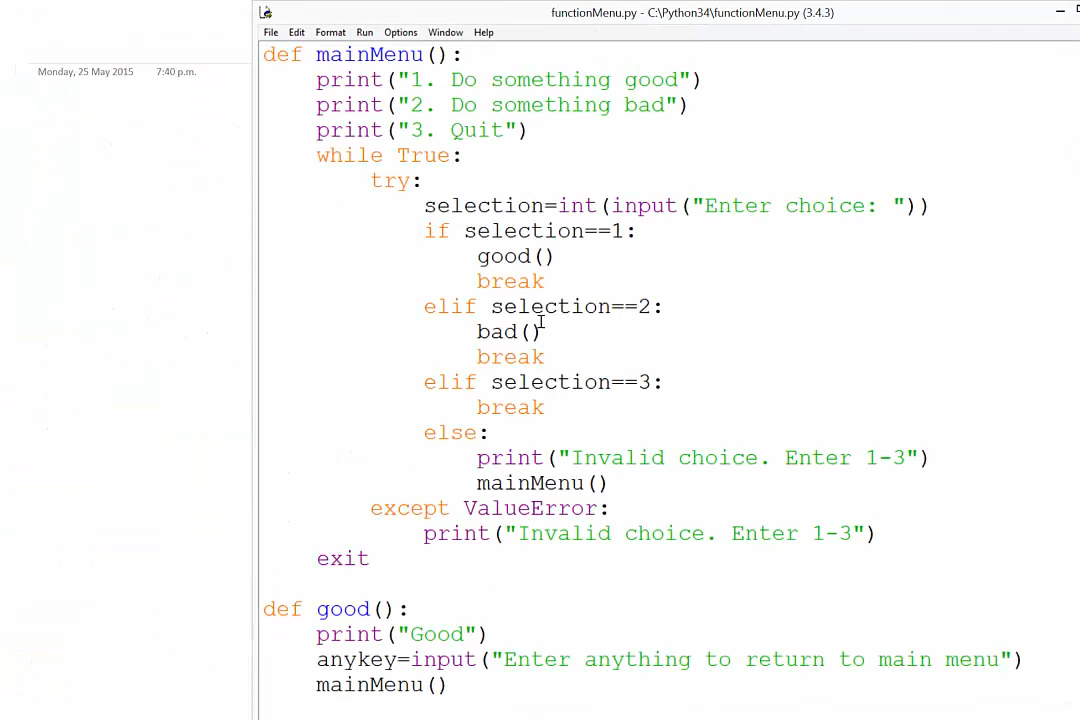 functionMenu.py - C:\Python34\functionMenu.py (3.4.3)
File Edit Format Run Options Window Help
Monday, 25 May 2015 7:40 p.m.
def mainMenu():
    print("1. Do something good")
    print("2. Do something bad")
    print("3. Quit")
    while True:
        try:
            selection=int(input("Enter choice: "))
            if selection==1:
                good()
                break
            elif selection==2:
                bad()
                break
            elif selection==3:
                break
            else:
                print("Invalid choice. Enter 1-3")
                mainMenu()
        except ValueError:
            print("Invalid choice. Enter 1-3")
    exit
def good():
    print("Good")
    anykey=input("Enter anything to return to main menu")
    mainMenu()